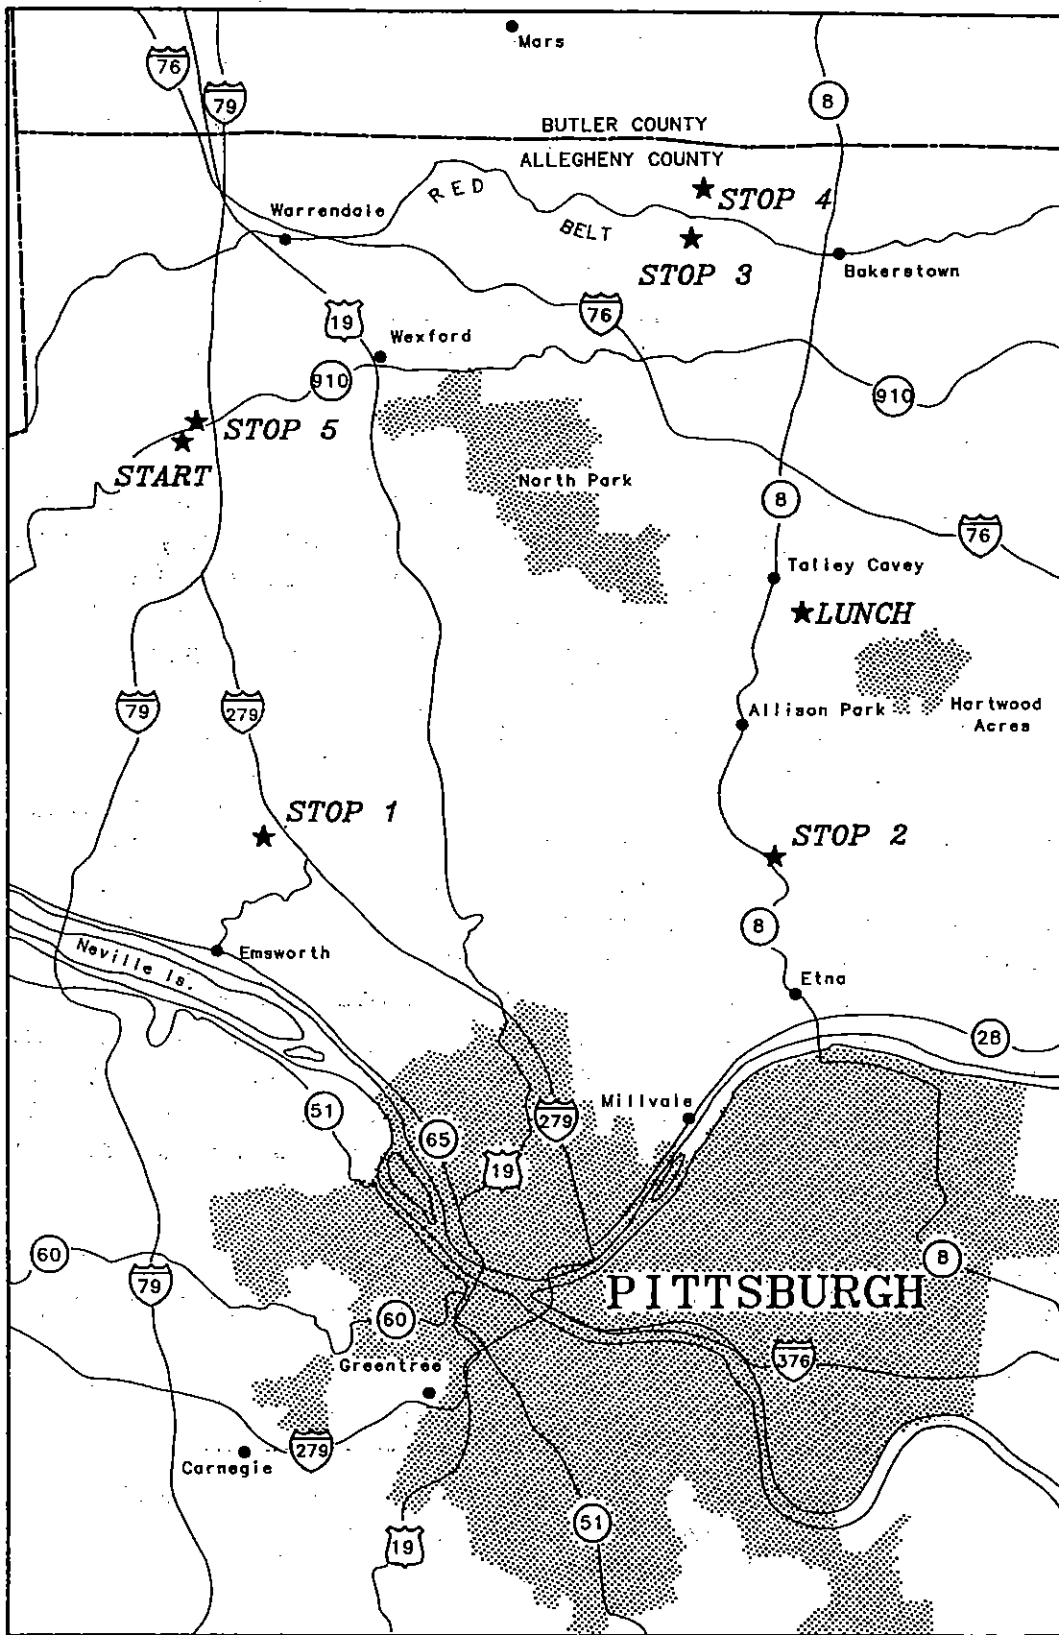 Mars
76
79
8
BUTLER COUNTY
ALLEGHENY COUNTY
RED
BELT
STOP 4
Warrendale
STOP 3
Bakerstown
19
76
Wexford
910
910
STOP 5
START
North Park
8
76
Talley Cavey
LUNCH
79
279
Allison Park
Hartwood
Acres
STOP 1
STOP 2
8
Neville Is.
Emsworth
Etna
28
51
65
Millvale
279
19
60
79
8
PITTSBURGH
60
Greentree
376
279
Carnegie
19
51